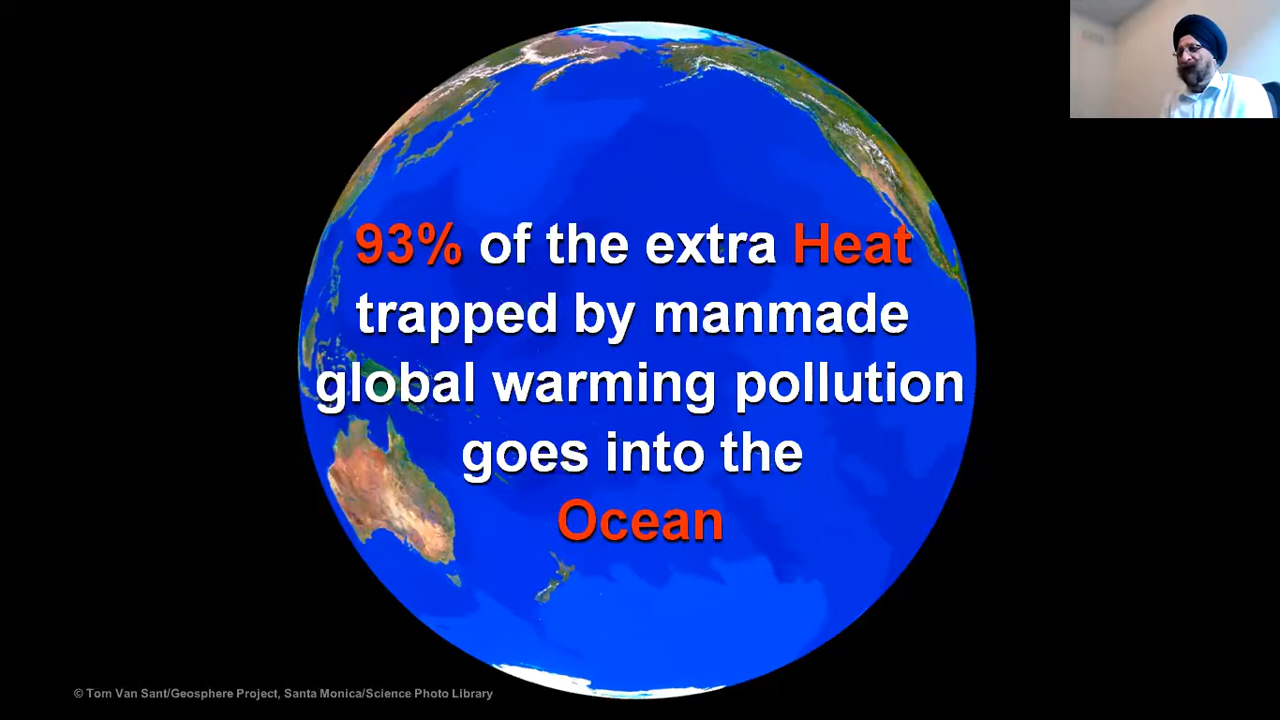 93% of the extra Heat
trapped by manmade
global warming pollution
goes into the
Ocean
© Tom Van Sant/Geosphere Project, Santa Monica/Science Photo Library